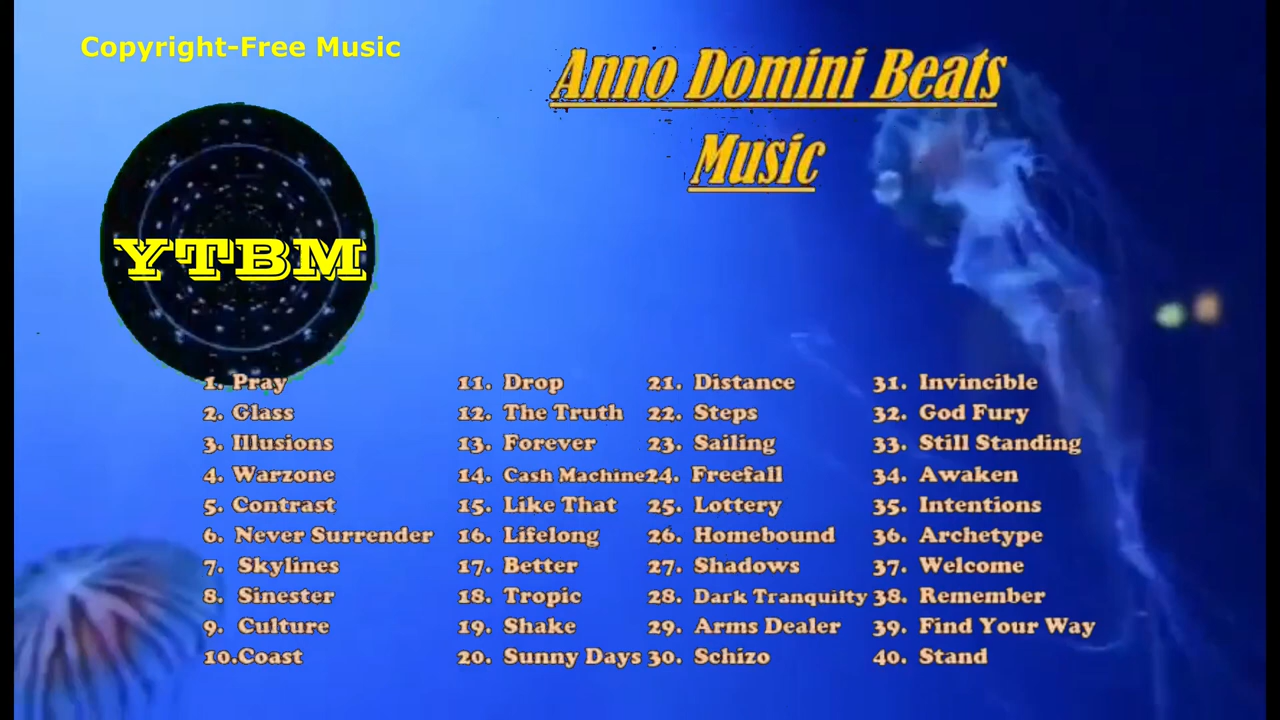 Copyright-Free Music
Anno Domini Beats
Music
YTBM
1. Pray
2. Glass
3. Illusions
4. Warzone
5. Contrast
6. Never Surrender
7. Skylines
8. Sinester
9. Culture
10.Coast
11. Drop
12. The Truth
13. Forever
14. Cash Machine
15. Like That
16. Lifelong
17. Better
18. Tropic
19. Shake
20. Sunny Days
21. Distance
22. Steps
23. Sailing
24. Freefall
25. Lottery
26. Homebound
27. Shadows
28. Dark Tranquilty
29. Arms Dealer
30. Schizo
31. Invincible
32. God Fury
33. Still Standing
34. Awaken
35. Intentions
36. Archetype
37. Welcome
38. Remember
39. Find Your Way
40. Stand